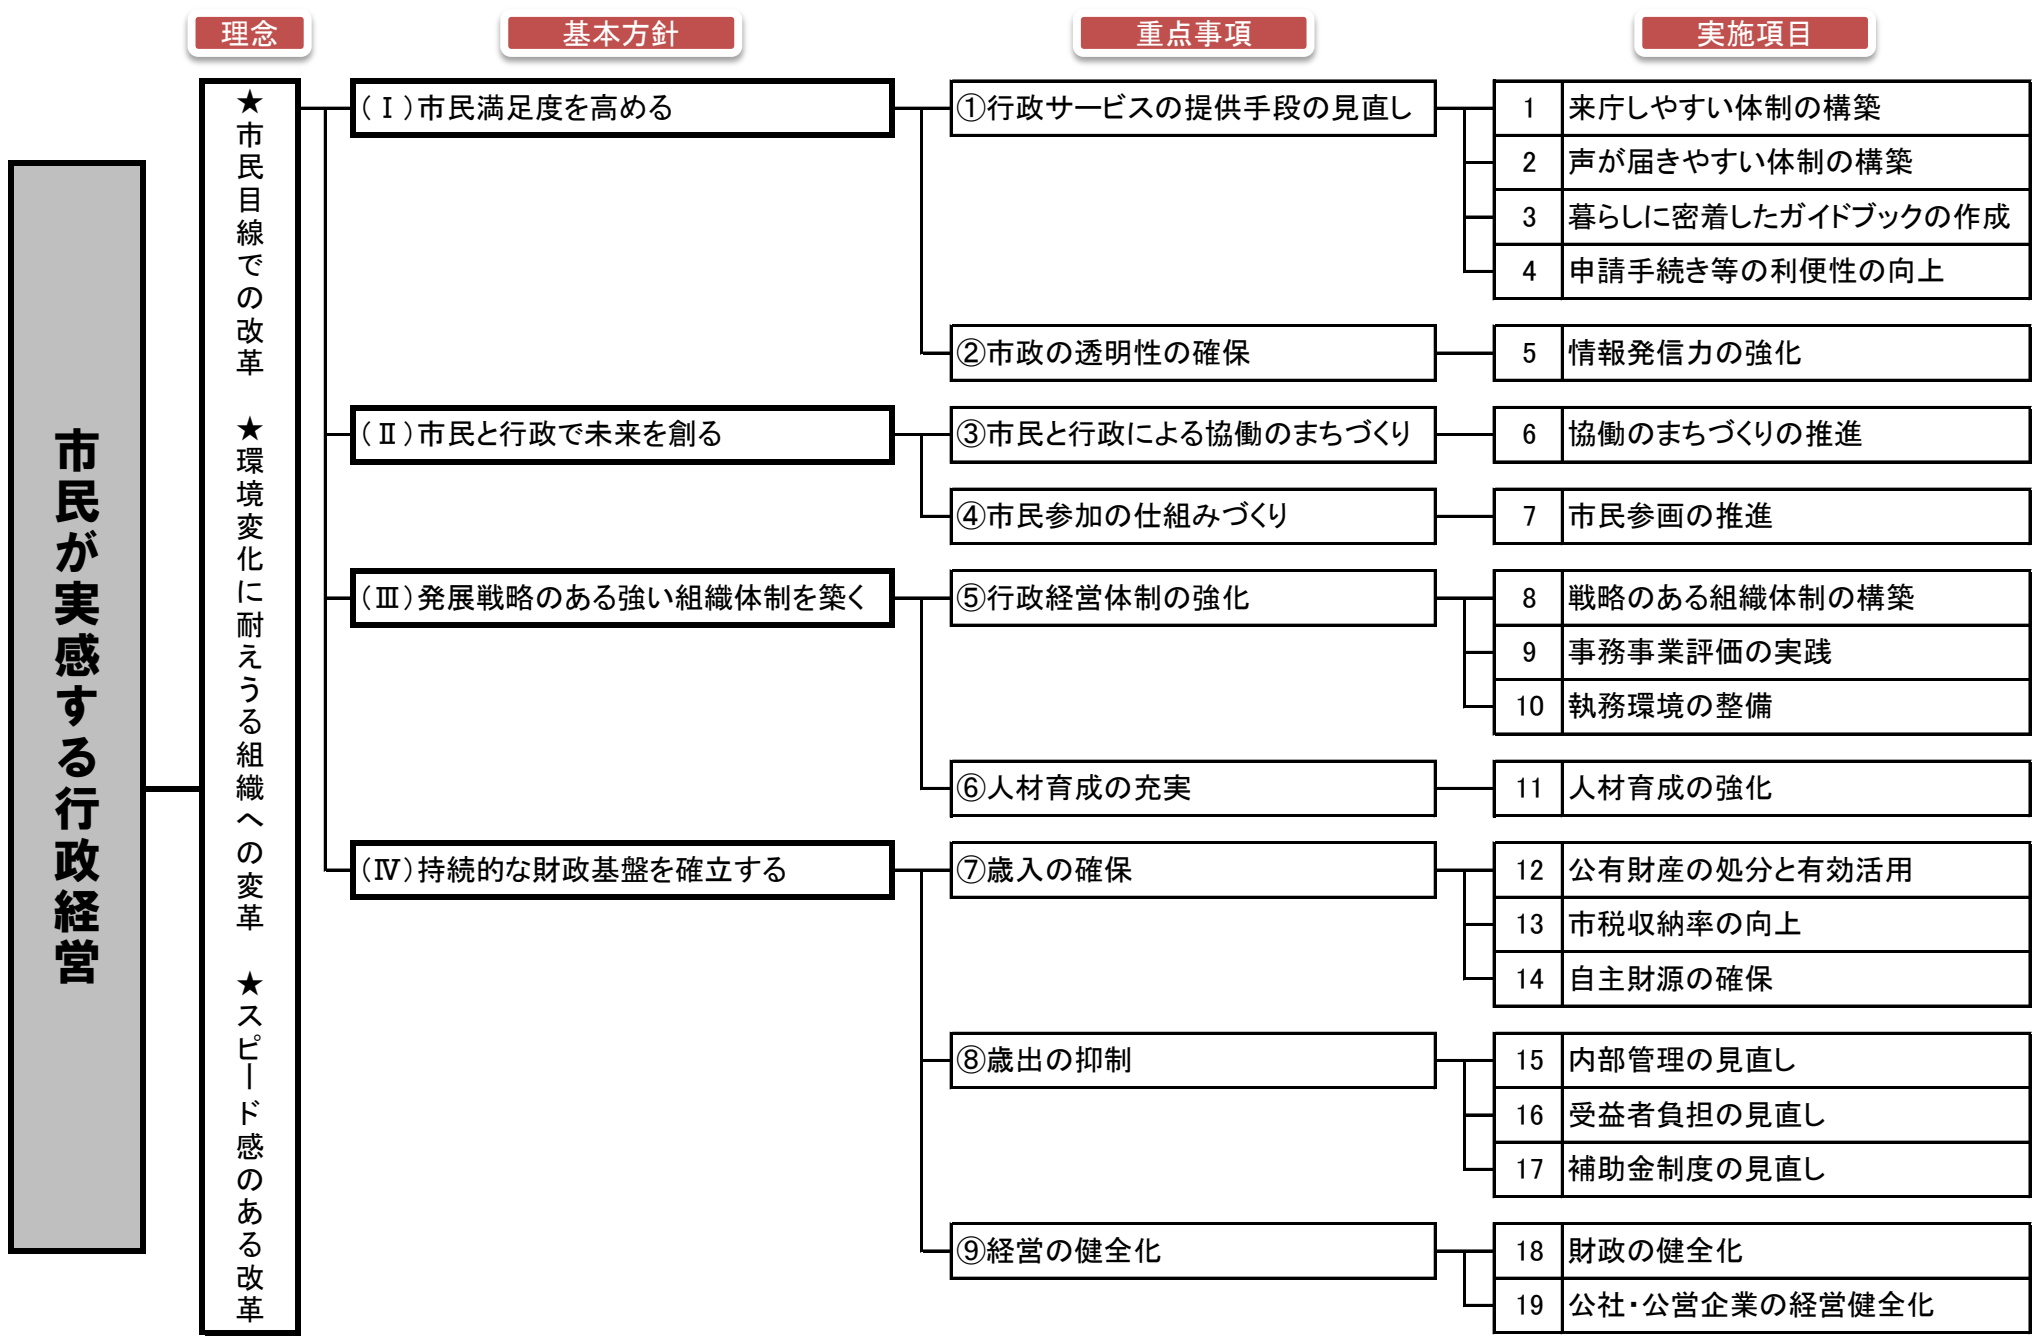 理念
基本方針
重点事項
実施項目
市民が実感する行政経営
★市民目線での改革　★環境変化に耐えうる組織への変革　★スピード感のある改革
(Ⅰ)市民満足度を高める
①行政サービスの提供手段の見直し
1 来庁しやすい体制の構築
2 声が届きやすい体制の構築
3 暮らしに密着したガイドブックの作成
4 申請手続き等の利便性の向上
②市政の透明性の確保
5 情報発信力の強化
(Ⅱ)市民と行政で未来を創る
③市民と行政による協働のまちづくり
6 協働のまちづくりの推進
④市民参加の仕組みづくり
7 市民参画の推進
(Ⅲ)発展戦略のある強い組織体制を築く
⑤行政経営体制の強化
8 戦略のある組織体制の構築
9 事務事業評価の実践
10 執務環境の整備
⑥人材育成の充実
11 人材育成の強化
(Ⅳ)持続的な財政基盤を確立する
⑦歳入の確保
12 公有財産の処分と有効活用
13 市税収納率の向上
14 自主財源の確保
⑧歳出の抑制
15 内部管理の見直し
16 受益者負担の見直し
17 補助金制度の見直し
⑨経営の健全化
18 財政の健全化
19 公社・公営企業の経営健全化